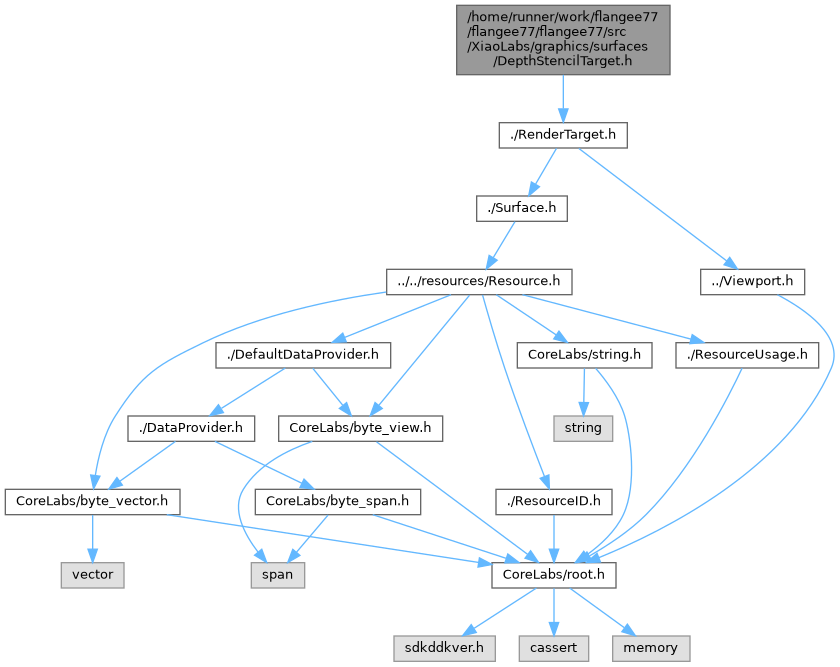 /home/runner/work/flangee77
/flangee77/flangee77/src
/XiaoLabs/graphics/surfaces
/DepthStencilTarget.h
./RenderTarget.h
./Surface.h
../../resources/Resource.h
../Viewport.h
./DefaultDataProvider.h
CoreLabs/string.h
./ResourceUsage.h
./DataProvider.h
CoreLabs/byte_view.h
string
CoreLabs/byte_vector.h
CoreLabs/byte_span.h
./ResourceID.h
vector
span
CoreLabs/root.h
sdkddkver.h
cassert
memory